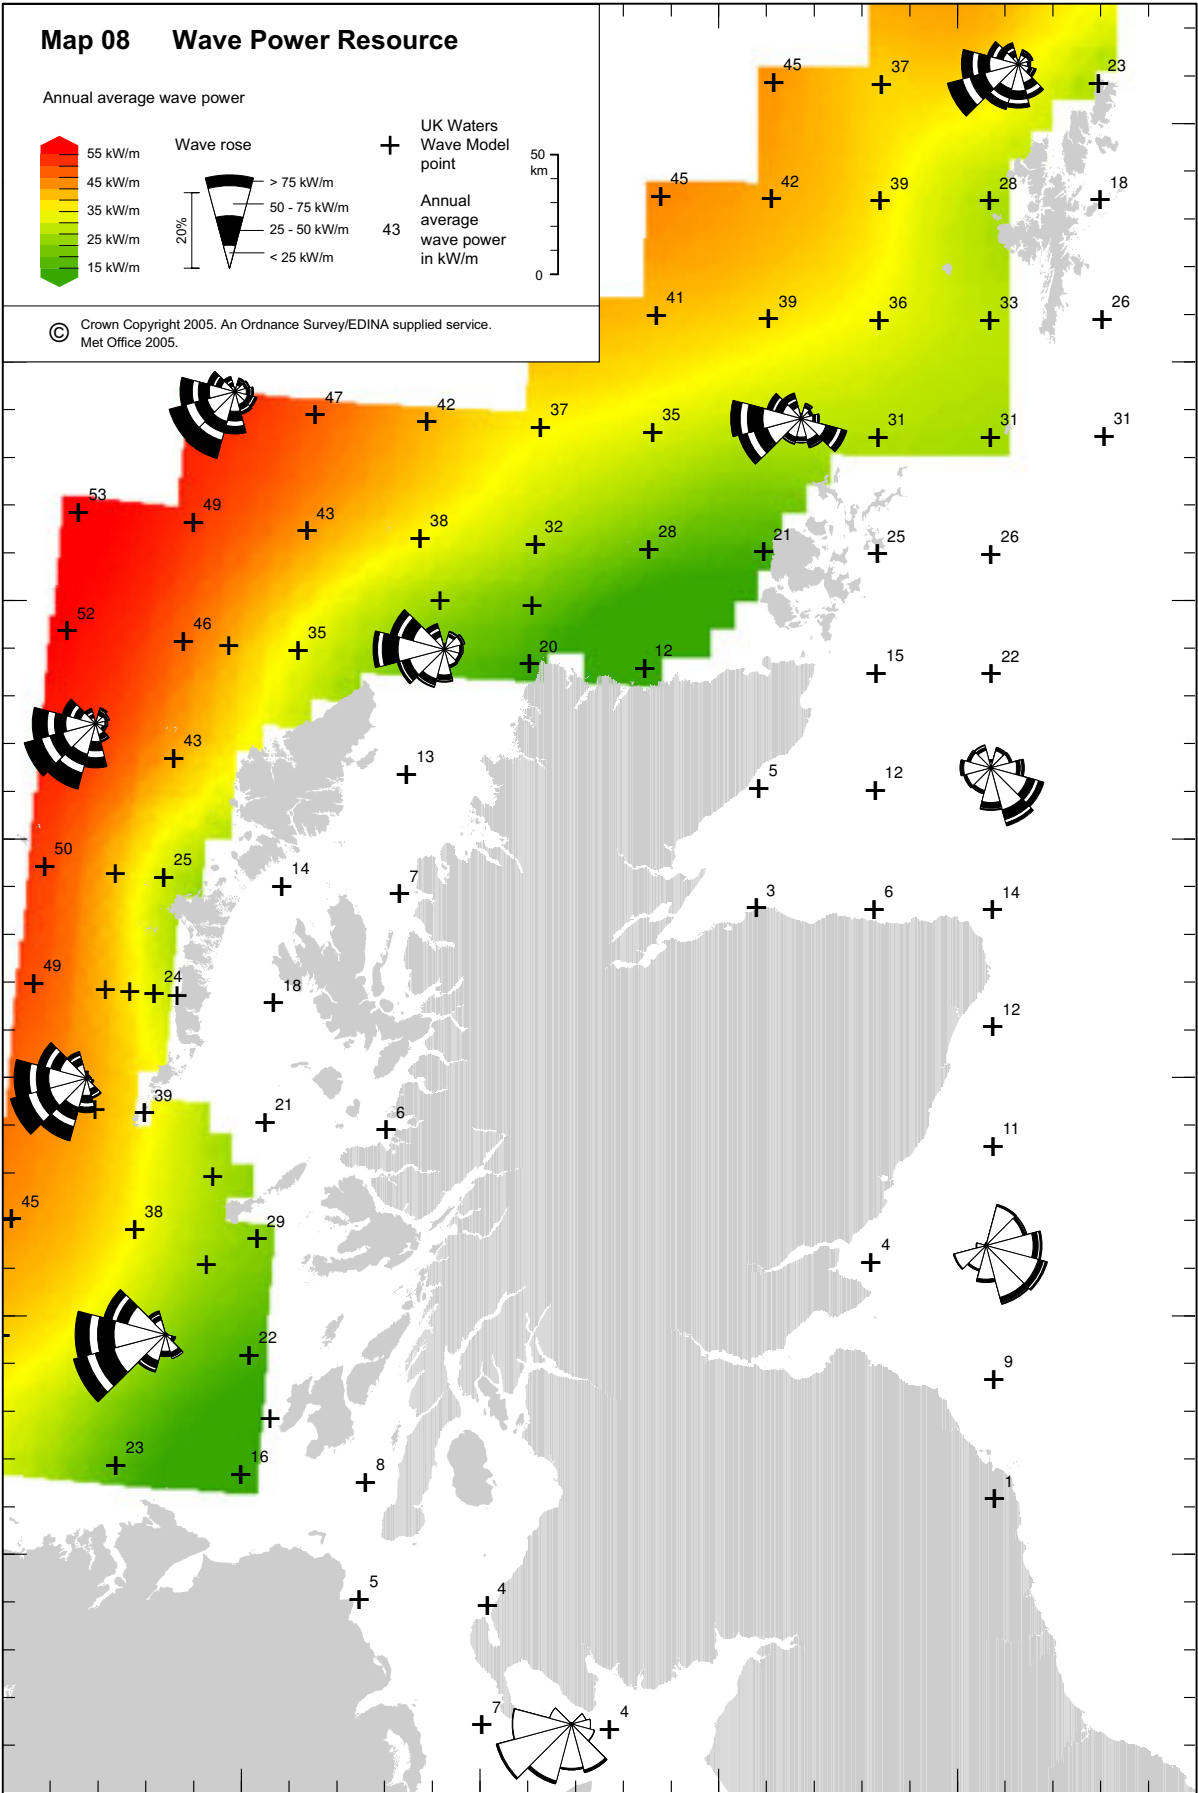 Map 08 Wave Power Resource
Annual average wave power
55 kW/m
45 kW/m
35 kW/m
25 kW/m
15 kW/m
Wave rose
20%
> 75 kW/m
50 - 75 kW/m
25 - 50 kW/m
< 25 kW/m
UK Waters
Wave Model
point
43
Annual
average
wave power
in kW/m
50
km
0
© Crown Copyright 2005. An Ordnance Survey/EDINA supplied service.
Met Office 2005.
45 37 23
45 42 39 28 18
41 39 36 33 26
47 42 37 35 31 31 31
53 49 43 38 32 28 21 25 26
52 46 35 20 12 15 22
43 13 5 12
50 25 14 7 3 6 14
49 24 18 12
39 21 6 11
45 38 29 4
22 9
23 16 8 1
5 4
7 4